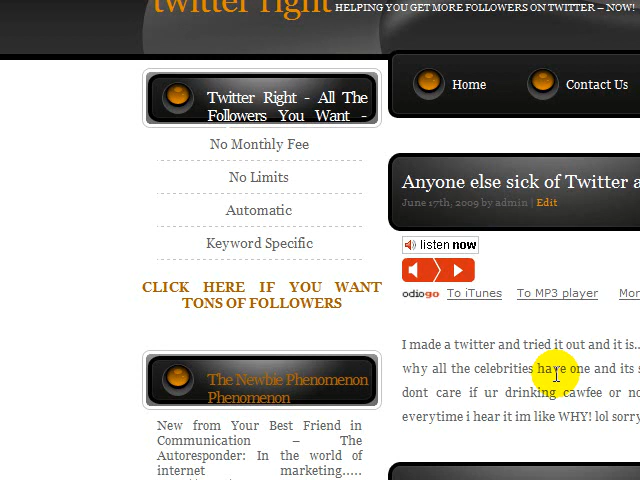 twitter right HELPING YOU GET MORE FOLLOWERS ON TWITTER – NOW!
Home
Contact Us
Twitter Right - All The
Followers You Want -
No Monthly Fee
No Limits
Automatic
Keyword Specific
CLICK HERE IF YOU WANT
TONS OF FOLLOWERS
The Newbie Phenomenon
Phenomenon
New from Your Best Friend in
Communication – The
Autoresponder: In the world of
internet marketing.....
Anyone else sick of Twitter a
June 17th, 2009 by admin | Edit
listen now
odiogo To iTunes To MP3 player Mor
I made a twitter and tried it out and it is..
why all the celebrities have one and its s
dont care if ur drinking cawfee or no
everytime i hear it im like WHY! lol sorry